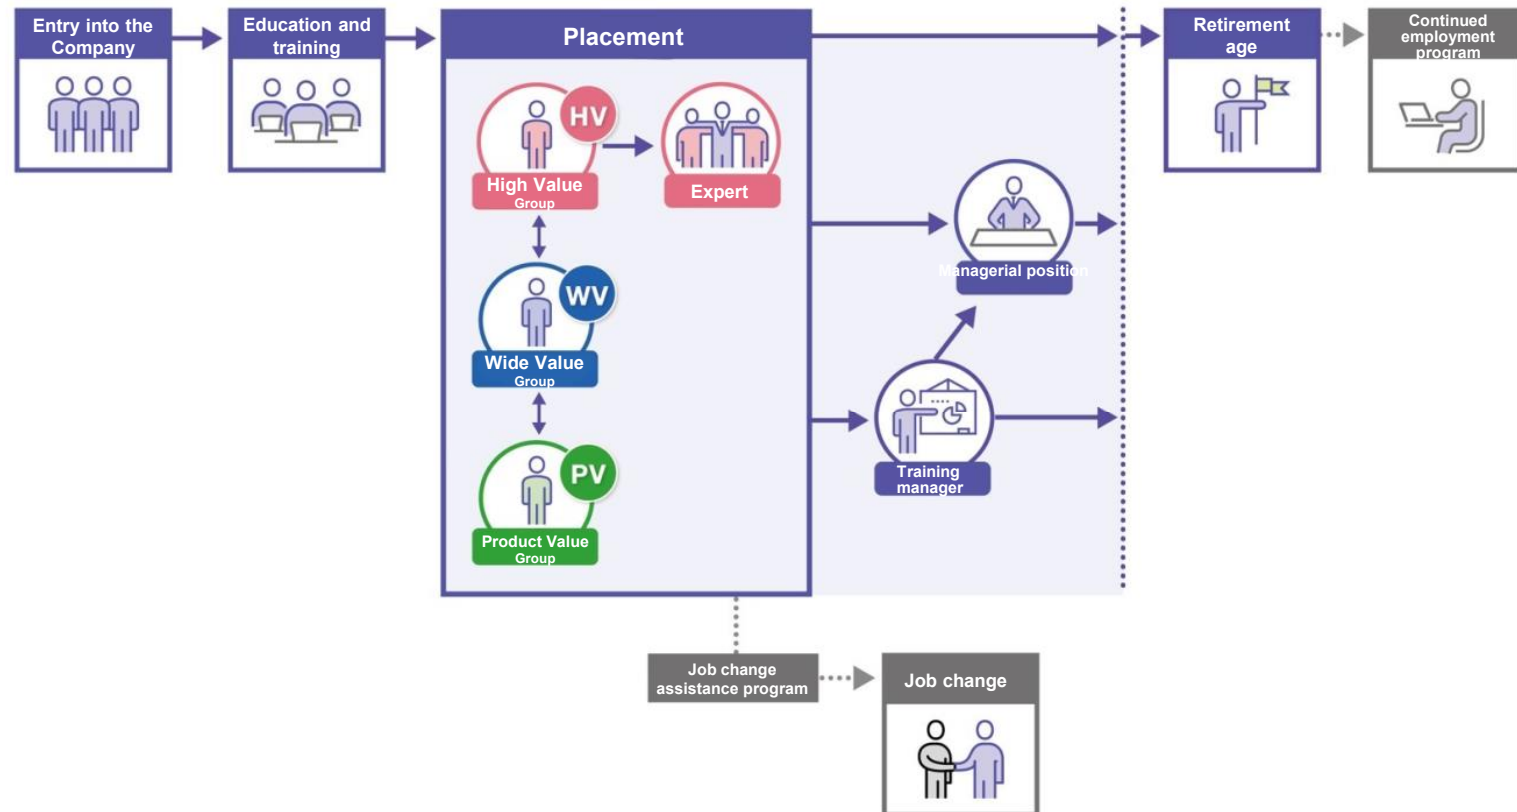 Entry into the
Company
Education and
training
Placement
Retirement
age
Continued
employment
program
HV
High Value
Group
Expert
Managerial position
WV
Wide Value
Group
Training
manager
PV
Product Value
Group
Job change
assistance program
Job change